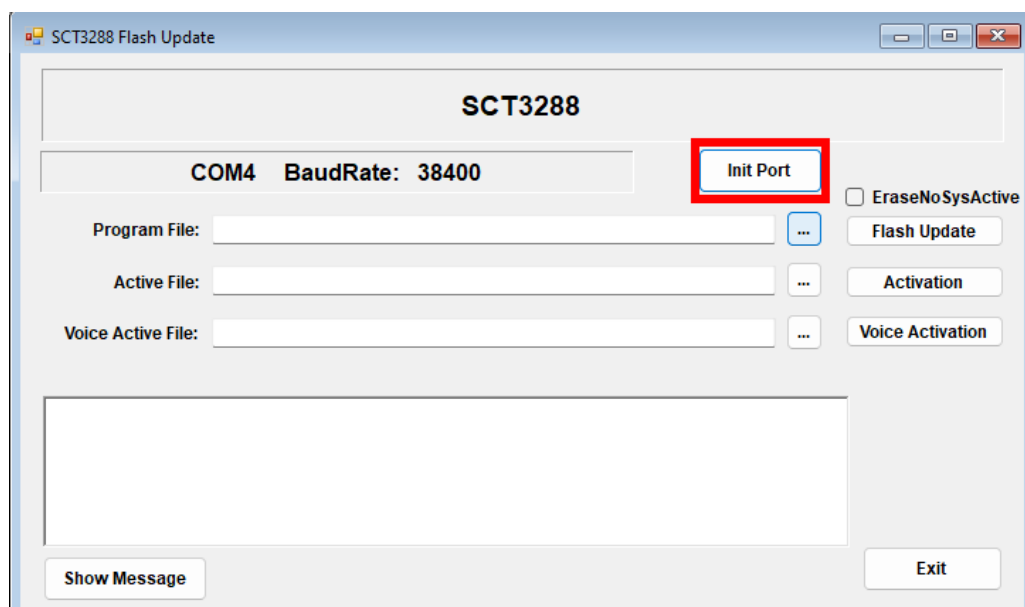 SCT3288 Flash Update
SCT3288
COM4 BaudRate: 38400
Init Port
EraseNoSysActive
Program File:
...
Flash Update
Active File:
...
Activation
Voice Active File:
...
Voice Activation
Show Message
Exit